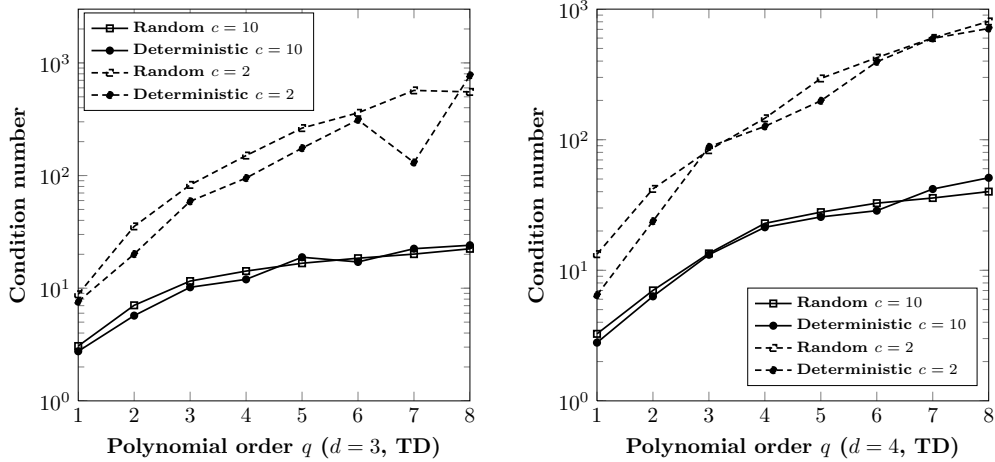 Condition number
10^3
10^2
10^1
10^0
Random c = 10
Deterministic c = 10
Random c = 2
Deterministic c = 2
1 2 3 4 5 6 7 8
Polynomial order q (d = 3, TD)
Condition number
10^3
10^2
10^1
10^0
Random c = 10
Deterministic c = 10
Random c = 2
Deterministic c = 2
1 2 3 4 5 6 7 8
Polynomial order q (d = 4, TD)